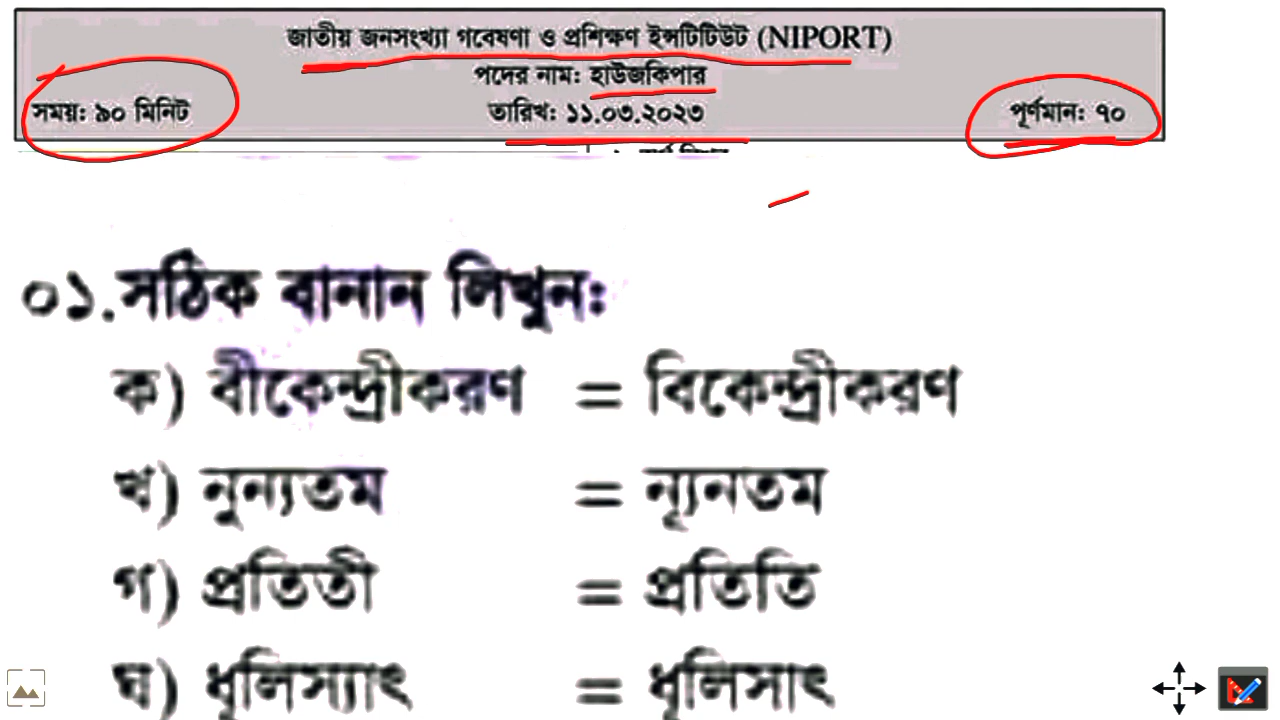 জাতীয় জনসংখ্যা গবেষণা ও প্রশিক্ষণ ইন্সটিটিউট (NIPORT)
পদের নাম: হাউজকিপার
সময়: ৯০ মিনিট তারিখ: ১১.০৩.২০২৩ পূর্ণমান: ৭০
০১.সঠিক বানান লিখুন:
ক) বীকেন্দ্রীকরণ = বিকেন্দ্রীকরণ
খ) নুন্যতম = ন্যূনতম
গ) প্রতিতী = প্রতিতি
ঘ) ধূলিস্যাৎ = ধূলিসাৎ